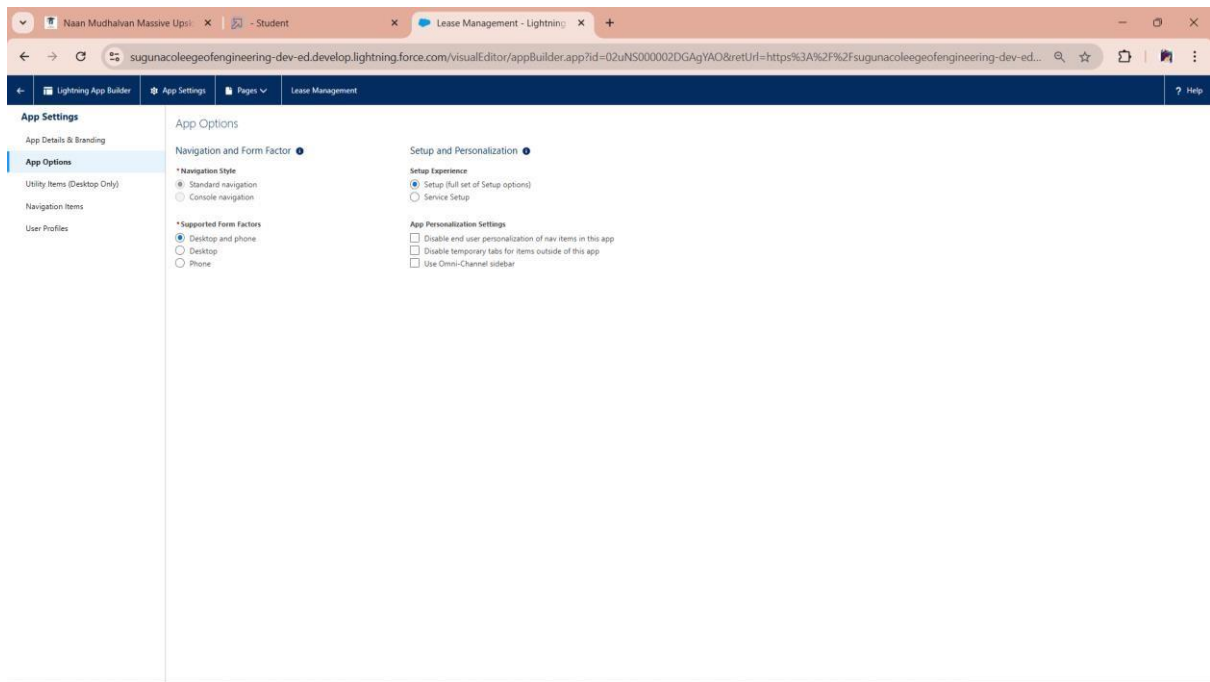 Naan Mudhalvan Massive Upsk
- Student
Lease Management - Lightning
sugunacoleegeofengineering-dev-ed.develop.lightning.force.com/visualEditor/appBuilder.app?id=02uNS000002DGAgYAO&retUrl=https%3A%2F%2Fsugunacoleegeofengineering-dev-ed...
Lightning App Builder
App Settings
Pages
Lease Management
? Help
App Settings
App Details & Branding
App Options
Utility Items (Desktop Only)
Navigation Items
User Profiles
App Options
Navigation and Form Factor
* Navigation Style
Standard navigation
Console navigation
* Supported Form Factors
Desktop and phone
Desktop
Phone
Setup and Personalization
Setup Experience
Setup (full set of Setup options)
Service Setup
App Personalization Settings
Disable end user personalization of nav items in this app
Disable temporary tabs for items outside of this app
Use Omni-Channel sidebar